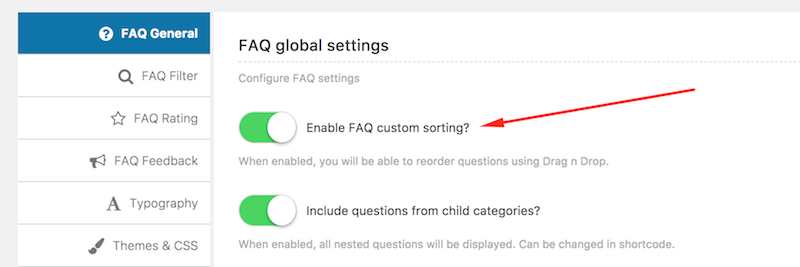 FAQ General
FAQ Filter
FAQ Rating
FAQ Feedback
Typography
Themes & CSS
FAQ global settings
Configure FAQ settings
Enable FAQ custom sorting?
When enabled, you will be able to reorder questions using Drag n Drop.
Include questions from child categories?
When enabled, all nested questions will be displayed. Can be changed in shortcode.